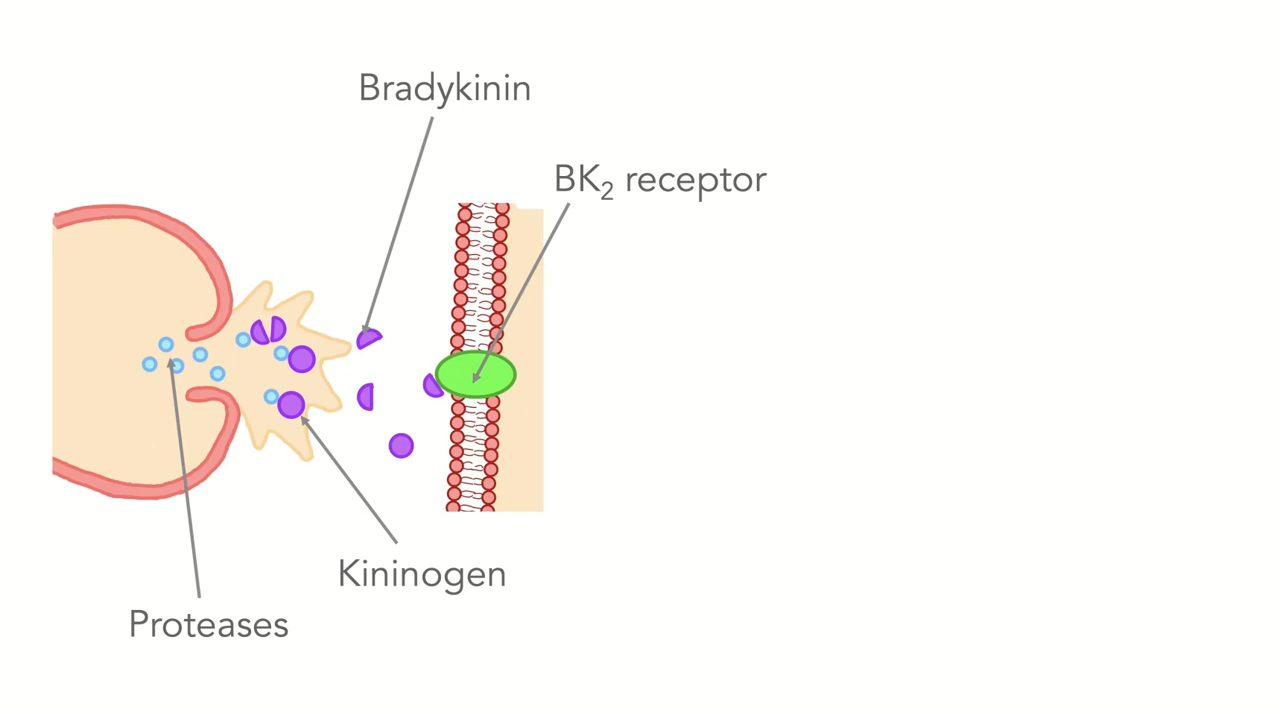 Bradykinin
BK₂ receptor
Kininogen
Proteases